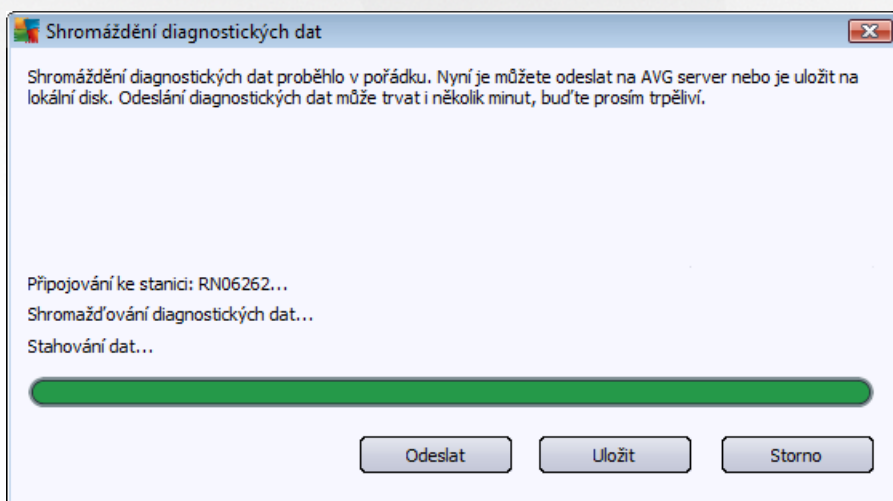 Shromáždění diagnostických dat
Shromáždění diagnostických dat proběhlo v pořádku. Nyní je můžete odeslat na AVG server nebo je uložit na
lokální disk. Odeslání diagnostických dat může trvat i několik minut, buďte prosím trpěliví.
Připojování ke stanici: RN06262...
Shromažďování diagnostických dat...
Stahování dat...
Odeslat Uložit Storno